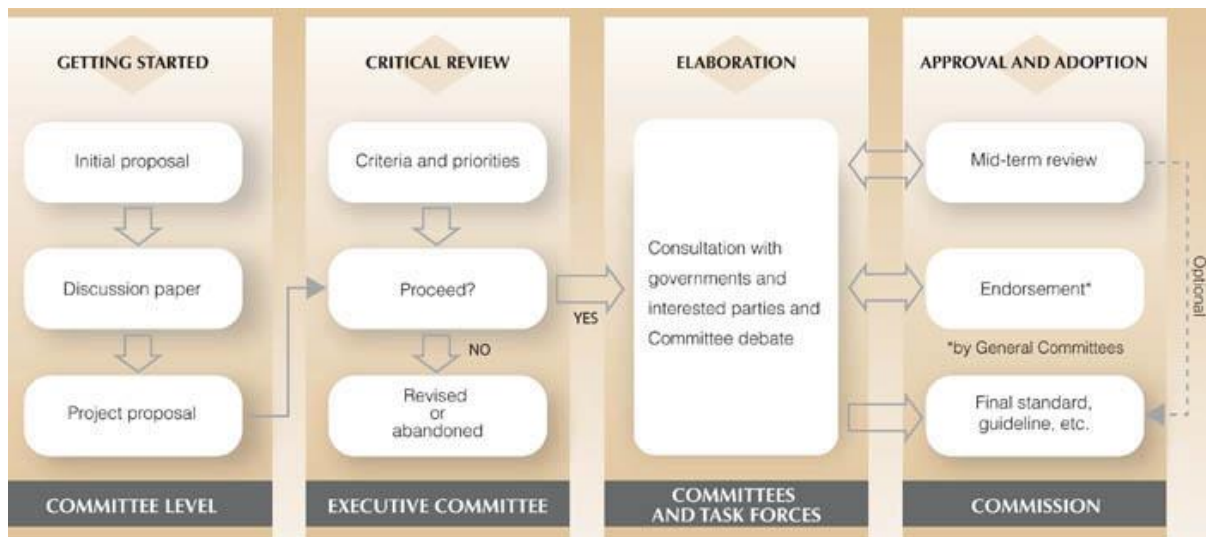 GETTING STARTED
Initial proposal
Discussion paper
Project proposal
COMMITTEE LEVEL
CRITICAL REVIEW
Criteria and priorities
Proceed?
YES
NO
Revised
or
abandoned
EXECUTIVE COMMITTEE
ELABORATION
Consultation with
governments and
interested parties and
Committee debate
COMMITTEES
AND TASK FORCES
APPROVAL AND ADOPTION
Mid-term review
Endorsement*
*by General Committees
Final standard,
guideline, etc.
COMMISSION
Optional